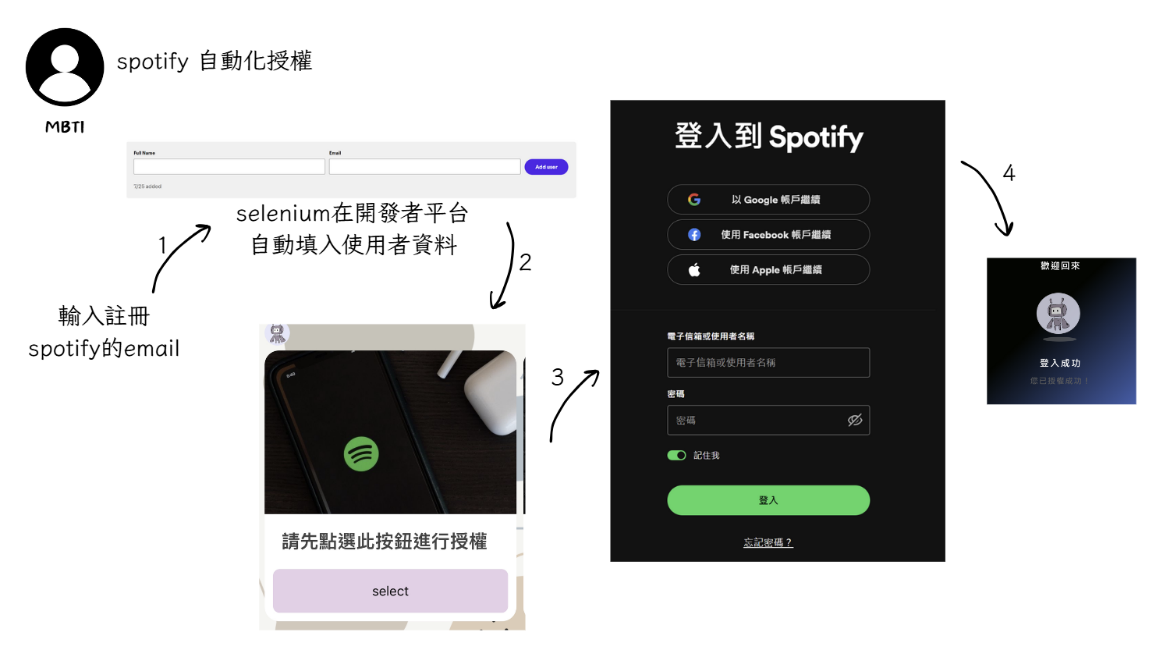 spotify 自動化授權
MBTI
Full Name
Email
Add user
added
selenium在開發者平台
自動填入使用者資料
1
2
輸入註冊
spotify的email
請先點選此按鈕進行授權
select
3
登入到 Spotify
以 Google 帳戶繼續
使用 Facebook 帳戶繼續
使用 Apple 帳戶繼續
電子信箱或使用者名稱
電子信箱或使用者名稱
密碼
密碼
記住我
登入
忘記密碼？
4
歡迎回來
登入成功
您已授權成功！